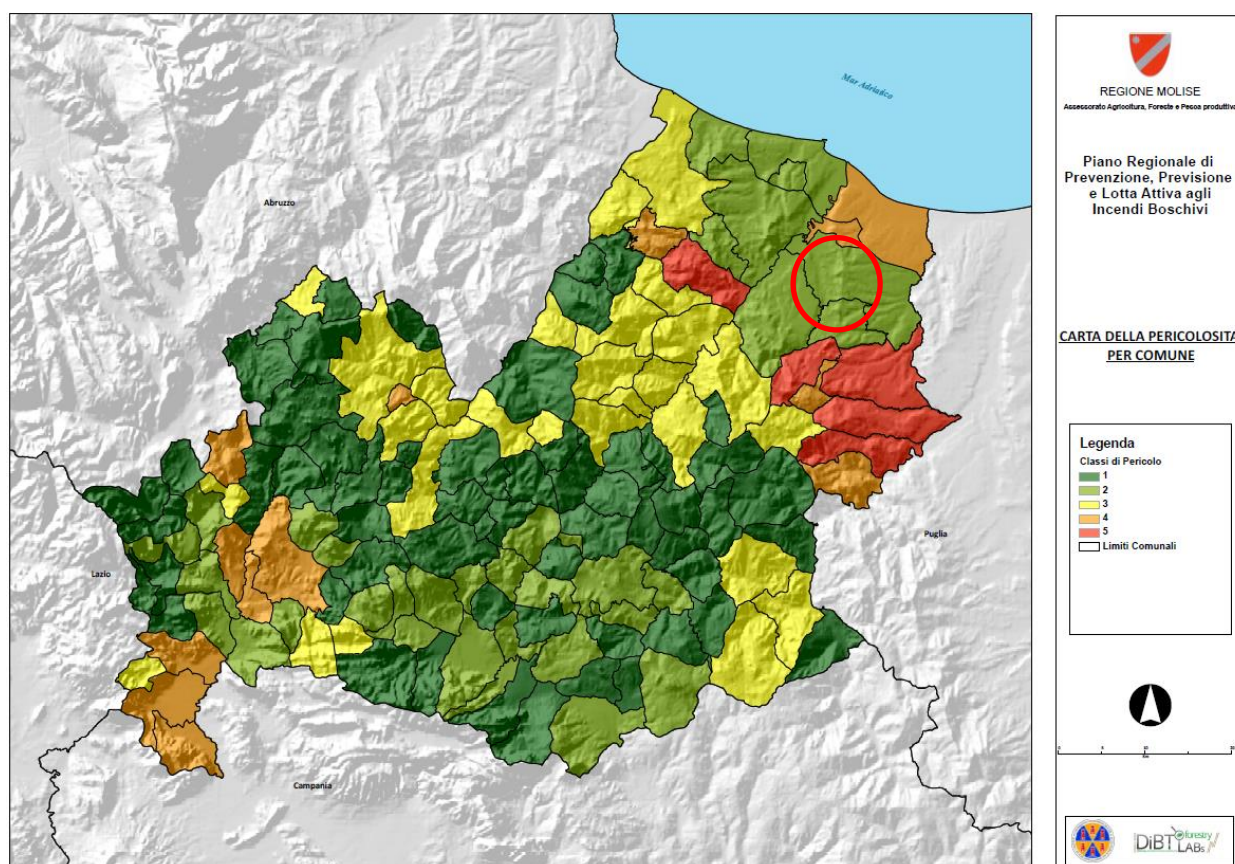 Mar Adriatico
Abruzzo
Puglia
Lazio
Campania
REGIONE MOLISE
Assessorato Agricoltura, Foreste e Pesca produttiva
Piano Regionale di
Prevenzione, Previsione
e Lotta Attiva agli
Incendi Boschivi
CARTA DELLA PERICOLOSITA
PER COMUNE
Legenda
Classi di Pericolo
1
2
3
4
5
Limiti Comunali
DiBT forestry
LABs